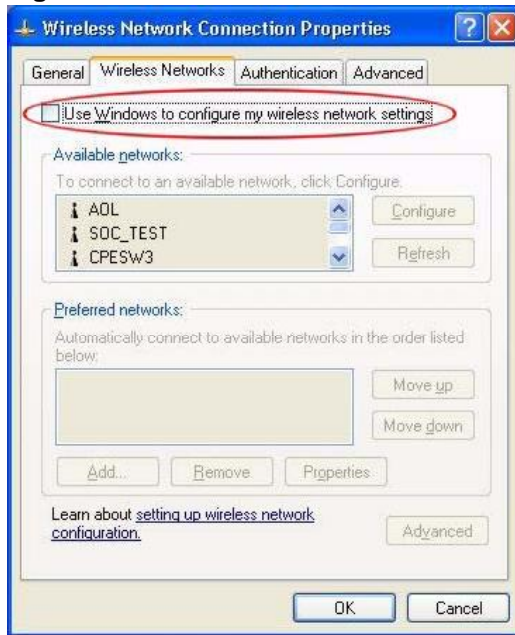 Wireless Network Connection Properties
General Wireless Networks Authentication Advanced
Use Windows to configure my wireless network settings
Available networks:
To connect to an available network, click Configure.
AOL
SOC_TEST
CPESW3
Configure
Refresh
Preferred networks:
Automatically connect to available networks in the order listed
below:
Move up
Move down
Add... Remove Properties
Learn about setting up wireless network
configuration.
Advanced
OK Cancel